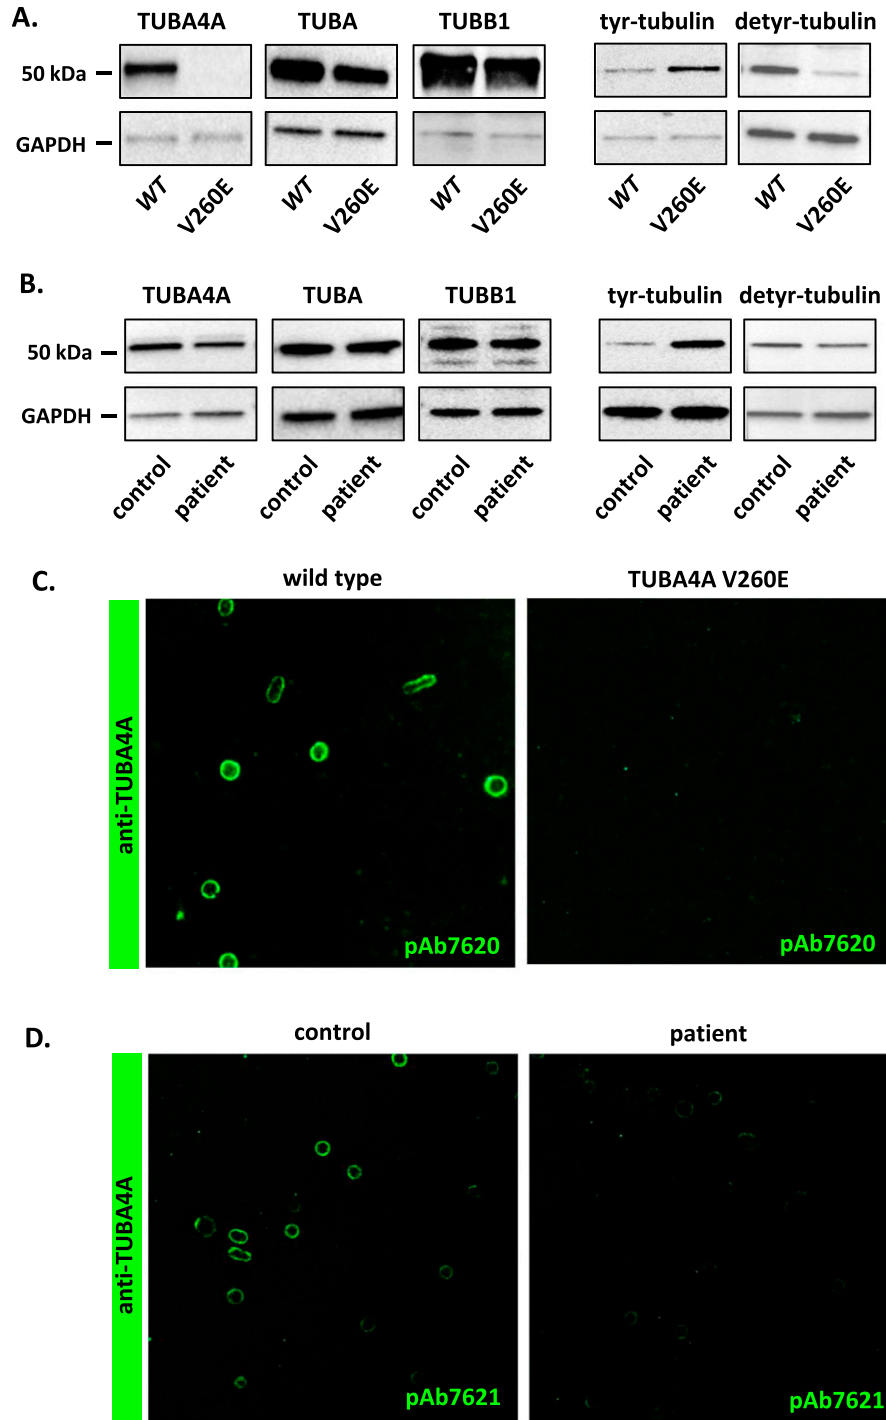 A.
TUBA4A TUBA TUBB1 tyr-tubulin detyr-tubulin
50 kDa
GAPDH
WT V260E WT V260E WT V260E WT V260E WT V260E
B.
TUBA4A TUBA TUBB1 tyr-tubulin detyr-tubulin
50 kDa
GAPDH
control patient control patient control patient control patient control patient
C.
wild type TUBA4A V260E
anti-TUBA4A
pAb7620 pAb7620
D.
control patient
anti-TUBA4A
pAb7621 pAb7621